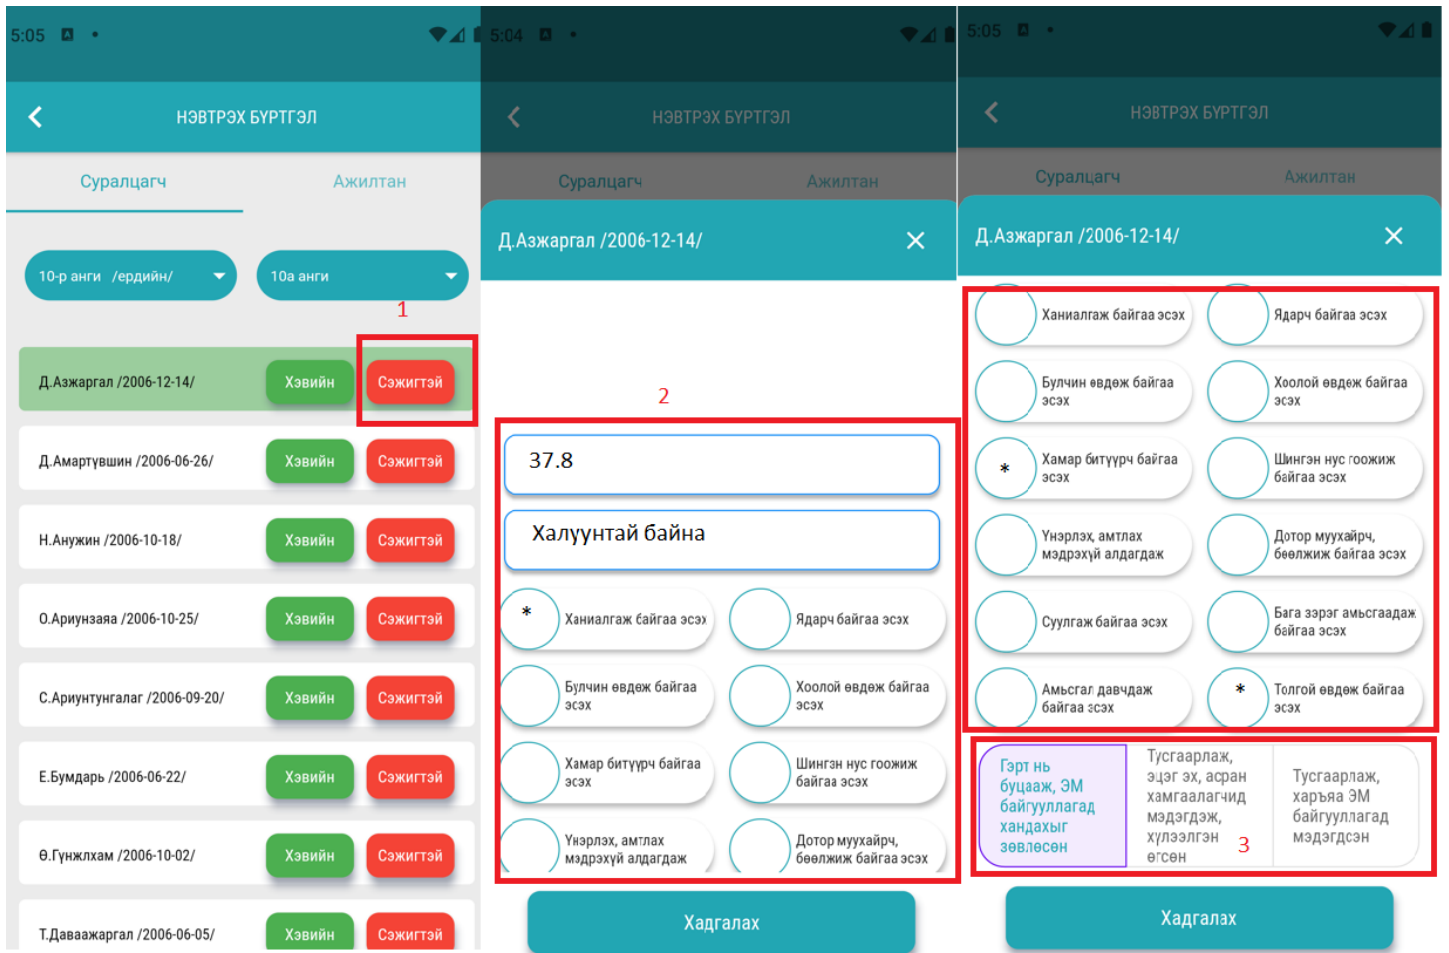 5:05
НЭВТРЭХ БҮРТГЭЛ
Суралцагч
Ажилтан
10-р анги /ердийн/
10а анги
1
Д.Азжаргал /2006-12-14/
Хэвийн
Сэжигтэй
Д.Амартүвшин /2006-06-26/
Хэвийн
Сэжигтэй
Н.Анужин /2006-10-18/
Хэвийн
Сэжигтэй
О.Ариунзаяа /2006-10-25/
Хэвийн
Сэжигтэй
С.Ариунтунгалаг /2006-09-20/
Хэвийн
Сэжигтэй
Е.Бумдарь /2006-06-22/
Хэвийн
Сэжигтэй
Ө.Гүнжлхам /2006-10-02/
Хэвийн
Сэжигтэй
Т.Даваажаргал /2006-06-05/
Хэвийн
Сэжигтэй
5:04
НЭВТРЭХ БҮРТГЭЛ
Суралцагч
Ажилтан
Д.Азжаргал /2006-12-14/
2
37.8
Халуунтай байна
*
Ханиалгаж байгаа эсэх
Ядарч байгаа эсэх
Булчин өвдөж байгаа
эсэх
Хоолой өвдөж байгаа
эсэх
Хамар битүүрч байгаа
эсэх
Шингэн нус гоожиж
байгаа эсэх
Үнэрлэх, амтлах
мэдрэхүй алдагдаж
Дотор муухайрч,
бөөлжиж байгаа эсэх
Хадгалах
5:05
НЭВТРЭХ БҮРТГЭЛ
Суралцагч
Ажилтан
Д.Азжаргал /2006-12-14/
Ханиалгаж байгаа эсэх
Ядарч байгаа эсэх
Булчин өвдөж байгаа
эсэх
Хоолой өвдөж байгаа
эсэх
*
Хамар битүүрч байгаа
эсэх
Шингэн нус гоожиж
байгаа эсэх
Үнэрлэх, амтлах
мэдрэхүй алдагдаж
Дотор муухайрч,
бөөлжиж байгаа эсэх
Суулгаж байгаа эсэх
Бага зэрэг амьсгаадаж
байгаа эсэх
Амьсгал давчдаж
байгаа эсэх
*
Толгой өвдөж байгаа
эсэх
Гэрт нь
буцааж, ЭМ
байгууллагад
хандахыг
зөвлөсөн
Тусгаарлаж,
эцэг эх, асран
хамгаалагчид
мэдэгдэж,
хүлээлгэн
өгсөн
Тусгаарлаж,
харъяа ЭМ
байгууллагад
мэдэгдсэн
3
Хадгалах